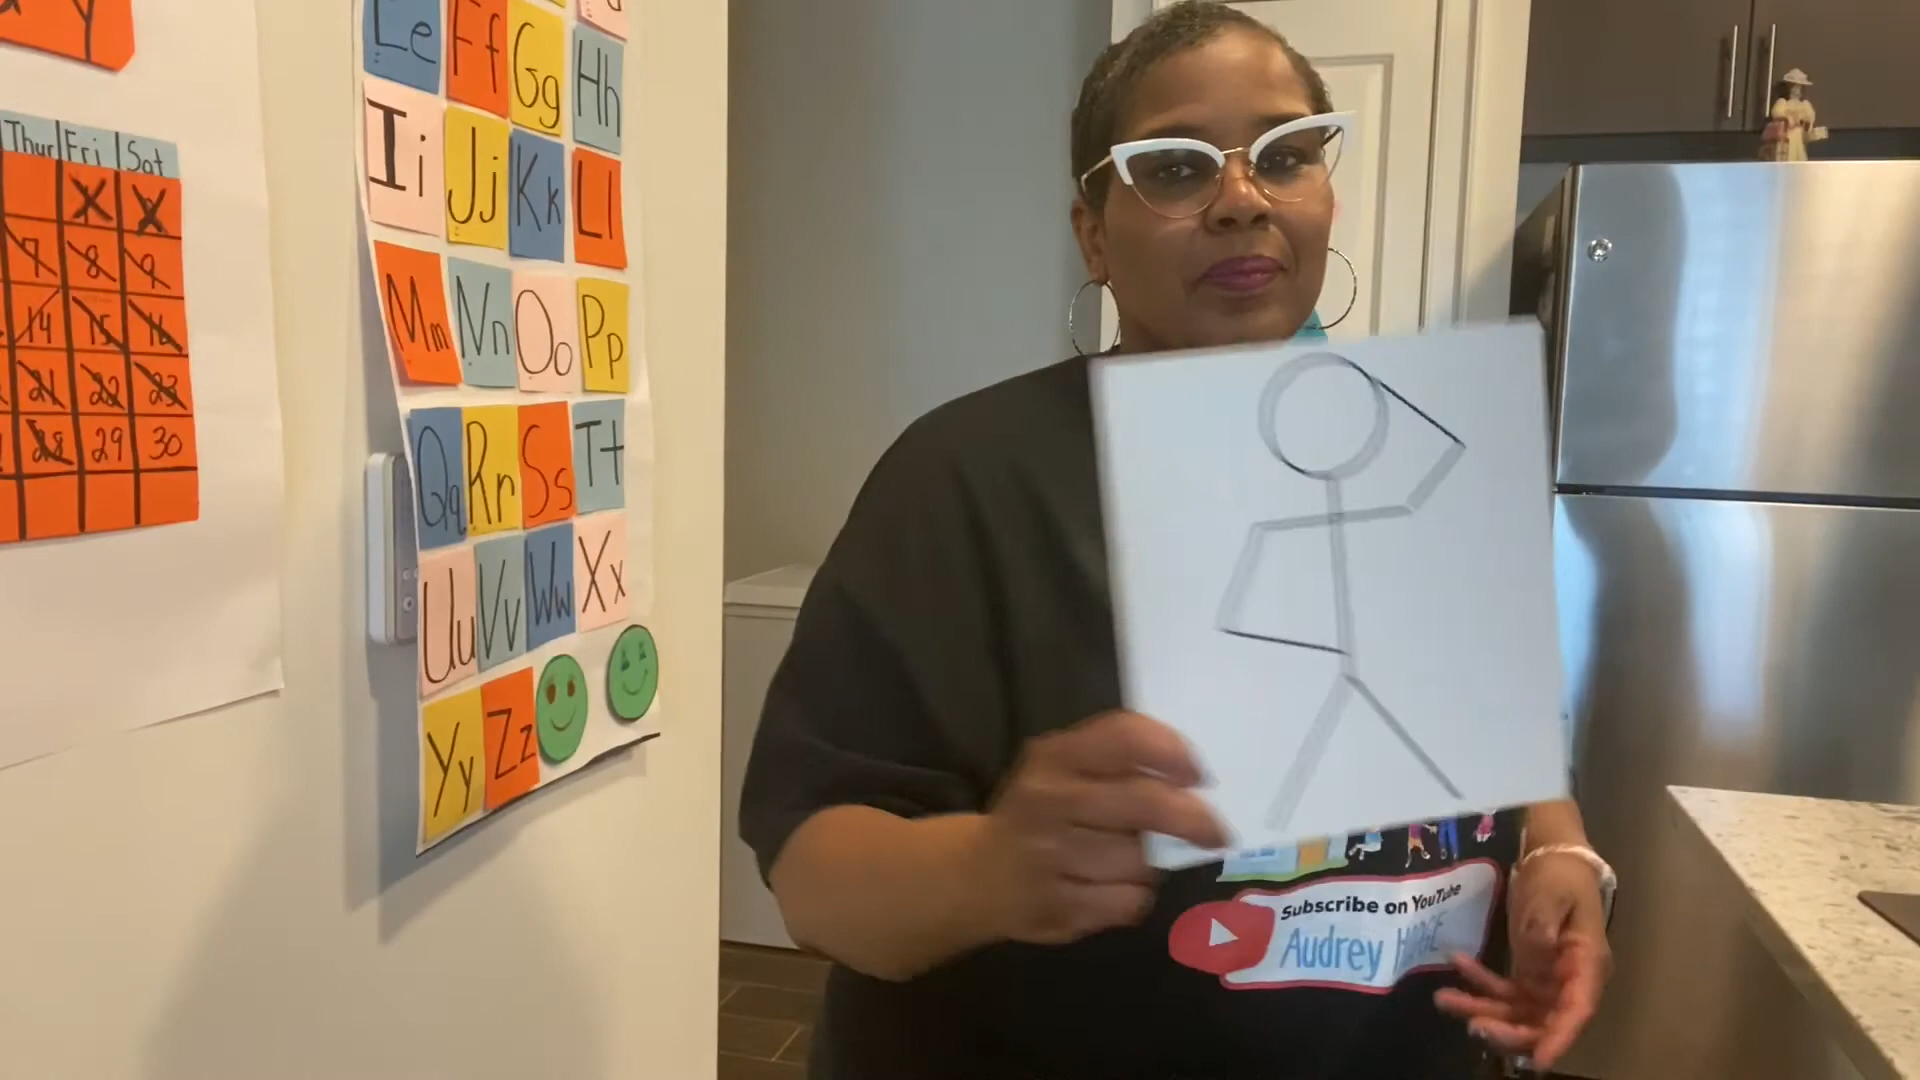 Y
Thur Fri Sat
X X
7 8 9
14 15 16
21 22 23
28 29 30
Ee Ff Gg Hh
Ii Jj Kk Ll
Mm Nn Oo Pp
Qq Rr Ss Tt
Uu Vv Ww Xx
Yy Zz
Subscribe on YouTube
Audrey HODGE